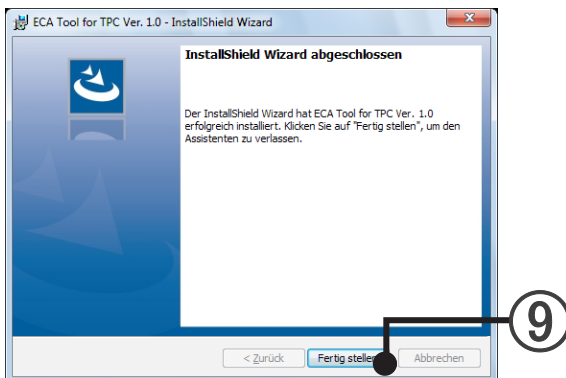 ECA Tool for TPC Ver. 1.0 - InstallShield Wizard
InstallShield Wizard abgeschlossen
Der InstallShield Wizard hat ECA Tool for TPC Ver. 1.0
erfolgreich installiert. Klicken Sie auf "Fertig stellen", um den
Assistenten zu verlassen.
< Zurück Fertig stellen Abbrechen
9